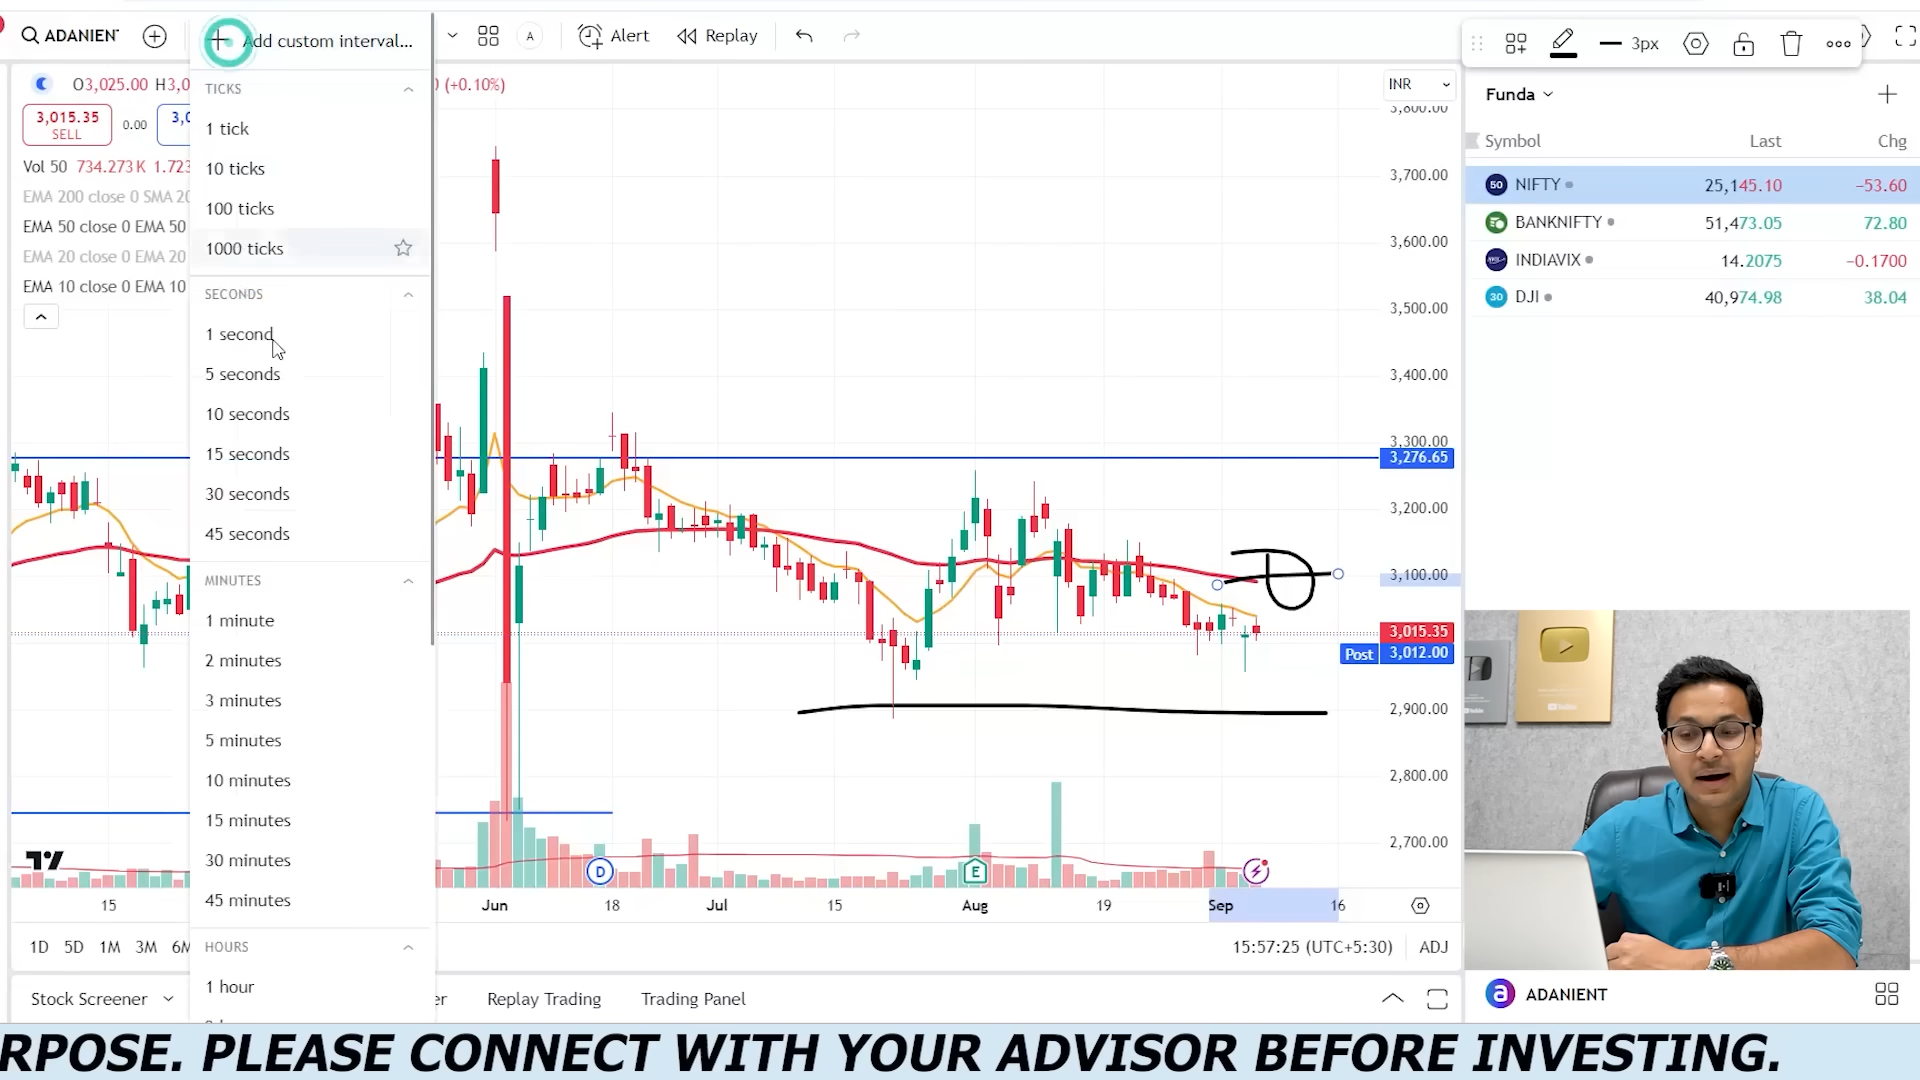 ADANIENT
Add custom interval...
A
Alert
Replay
3px
O3,025.00 H3,0
(+0.10%)
INR
3,015.35
SELL
0.00
3,0
Vol 50 734.273K 1.723
EMA 200 close 0 SMA 20
EMA 50 close 0 EMA 50
EMA 20 close 0 EMA 20
EMA 10 close 0 EMA 10
TICKS
1 tick
10 ticks
100 ticks
1000 ticks
SECONDS
1 second
5 seconds
10 seconds
15 seconds
30 seconds
45 seconds
MINUTES
1 minute
2 minutes
3 minutes
5 minutes
10 minutes
15 minutes
30 minutes
45 minutes
HOURS
1 hour
3,800.00
3,700.00
3,600.00
3,500.00
3,400.00
3,300.00
3,276.65
3,200.00
3,100.00
3,015.35
Post 3,012.00
2,900.00
2,800.00
2,700.00
D
E
15
Jun
18
Jul
15
Aug
19
Sep
16
1D 5D 1M 3M 6M
15:57:25 (UTC+5:30) ADJ
Stock Screener
er
Replay Trading
Trading Panel
Funda
Symbol Last Chg
50 NIFTY 25,145.10 −53.60
BANKNIFTY 51,473.05 72.80
INDIAVIX 14.2075 −0.1700
30 DJI 40,974.98 38.04
a ADANIENT
RPOSE. PLEASE CONNECT WITH YOUR ADVISOR BEFORE INVESTING.